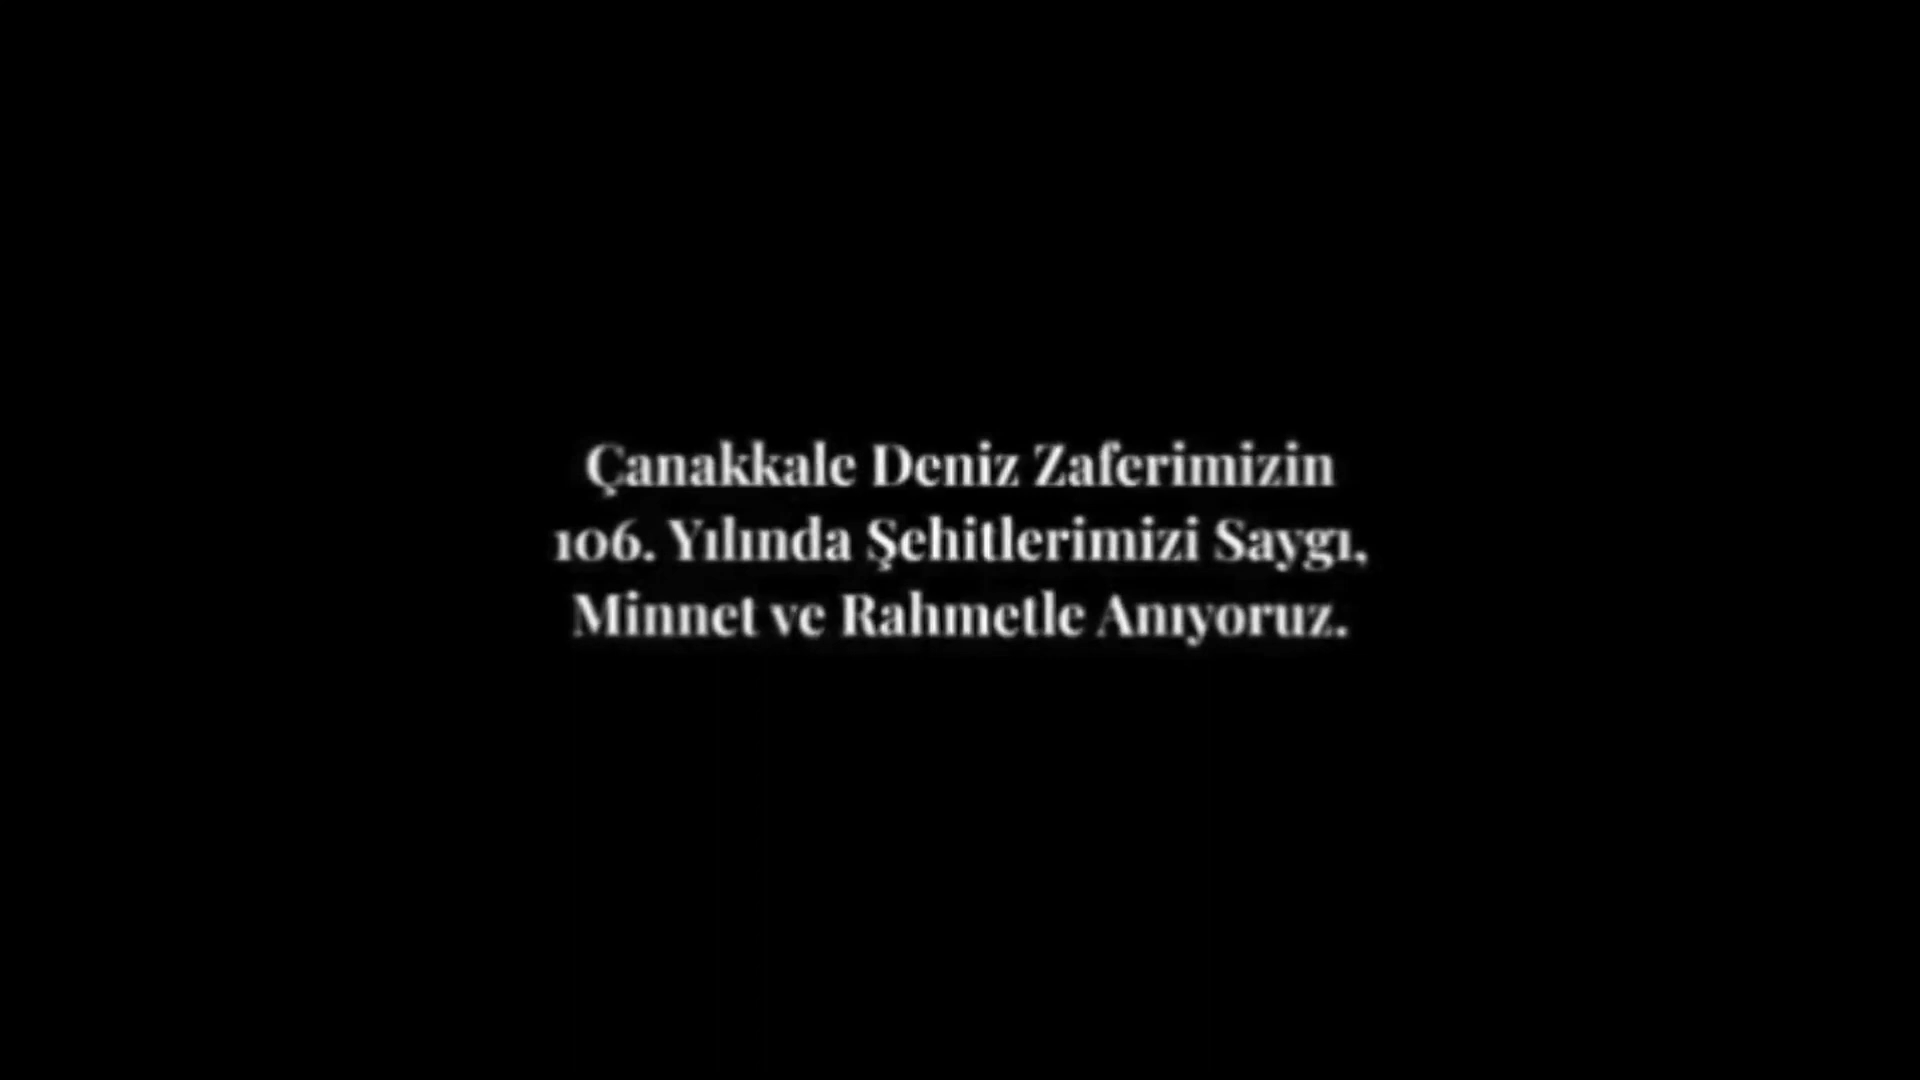 Çanakkale Deniz Zaferimizin
106. Yılında Şehitlerimizi Saygı,
Minnet ve Rahmetle Anıyoruz.